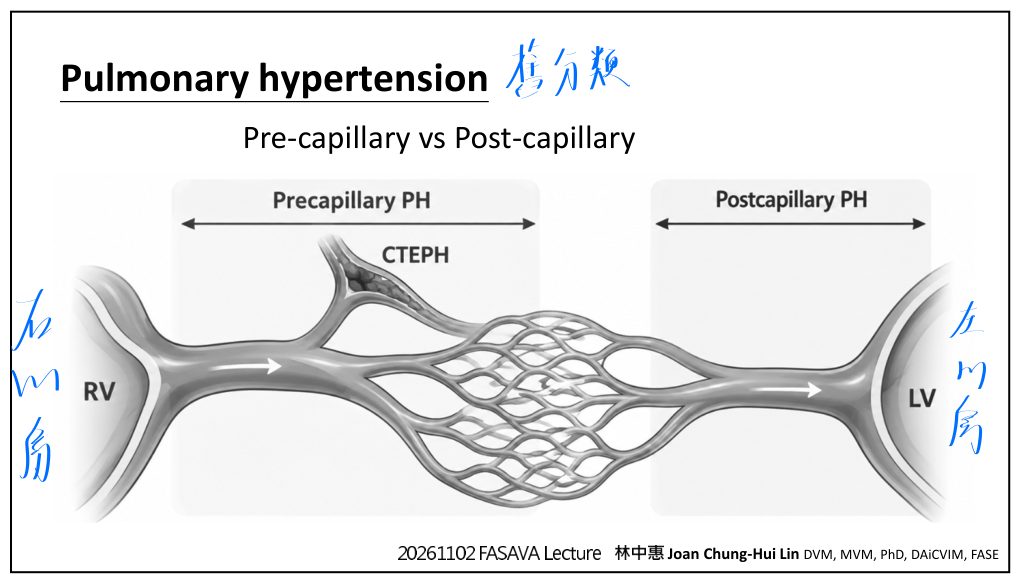 Pulmonary hypertension 舊分類
Pre-capillary vs Post-capillary
Precapillary PH
Postcapillary PH
CTEPH
右心房
RV
左心房
LV
20261102 FASAVA Lecture 林中惠 Joan Chung-Hui Lin DVM, MVM, PhD, DAiCVIM, FASE